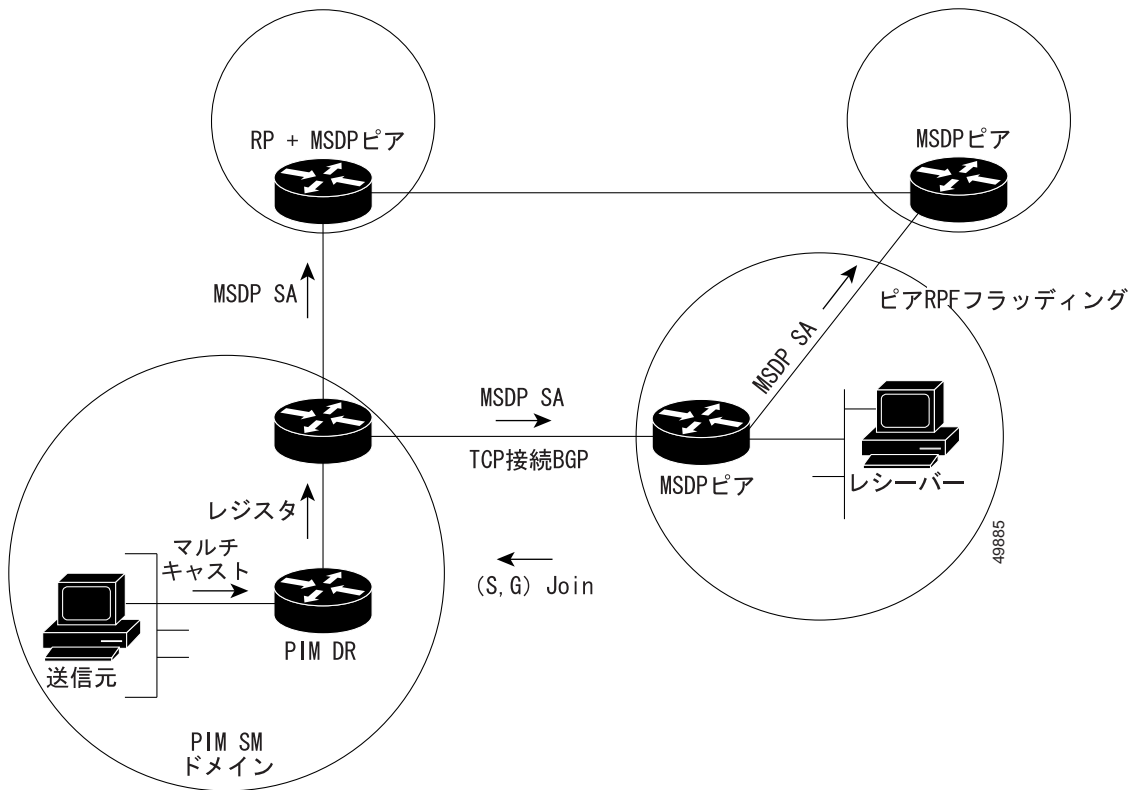 RP + MSDPピア
MSDPピア
MSDP SA
ピアRPFフラッディング
MSDP SA
MSDP SA
TCP接続BGP
MSDPピア
レシーバー
レジスタ
マルチ
キャスト
(S,G) Join
49885
PIM DR
送信元
PIM SM
ドメイン